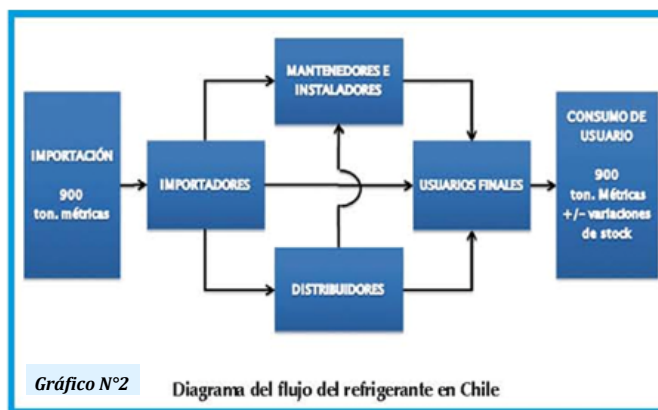 MANTENEDORES E
INSTALADORES
IMPORTACIÓN
900
ton. métricas
IMPORTADORES
USUARIOS FINALES
CONSUMO DE
USUARIO
900
ton. Métricas
+/- variaciones
de stock
DISTRIBUIDORES
Gráfico N°2
Diagrama del flujo del refrigerante en Chile